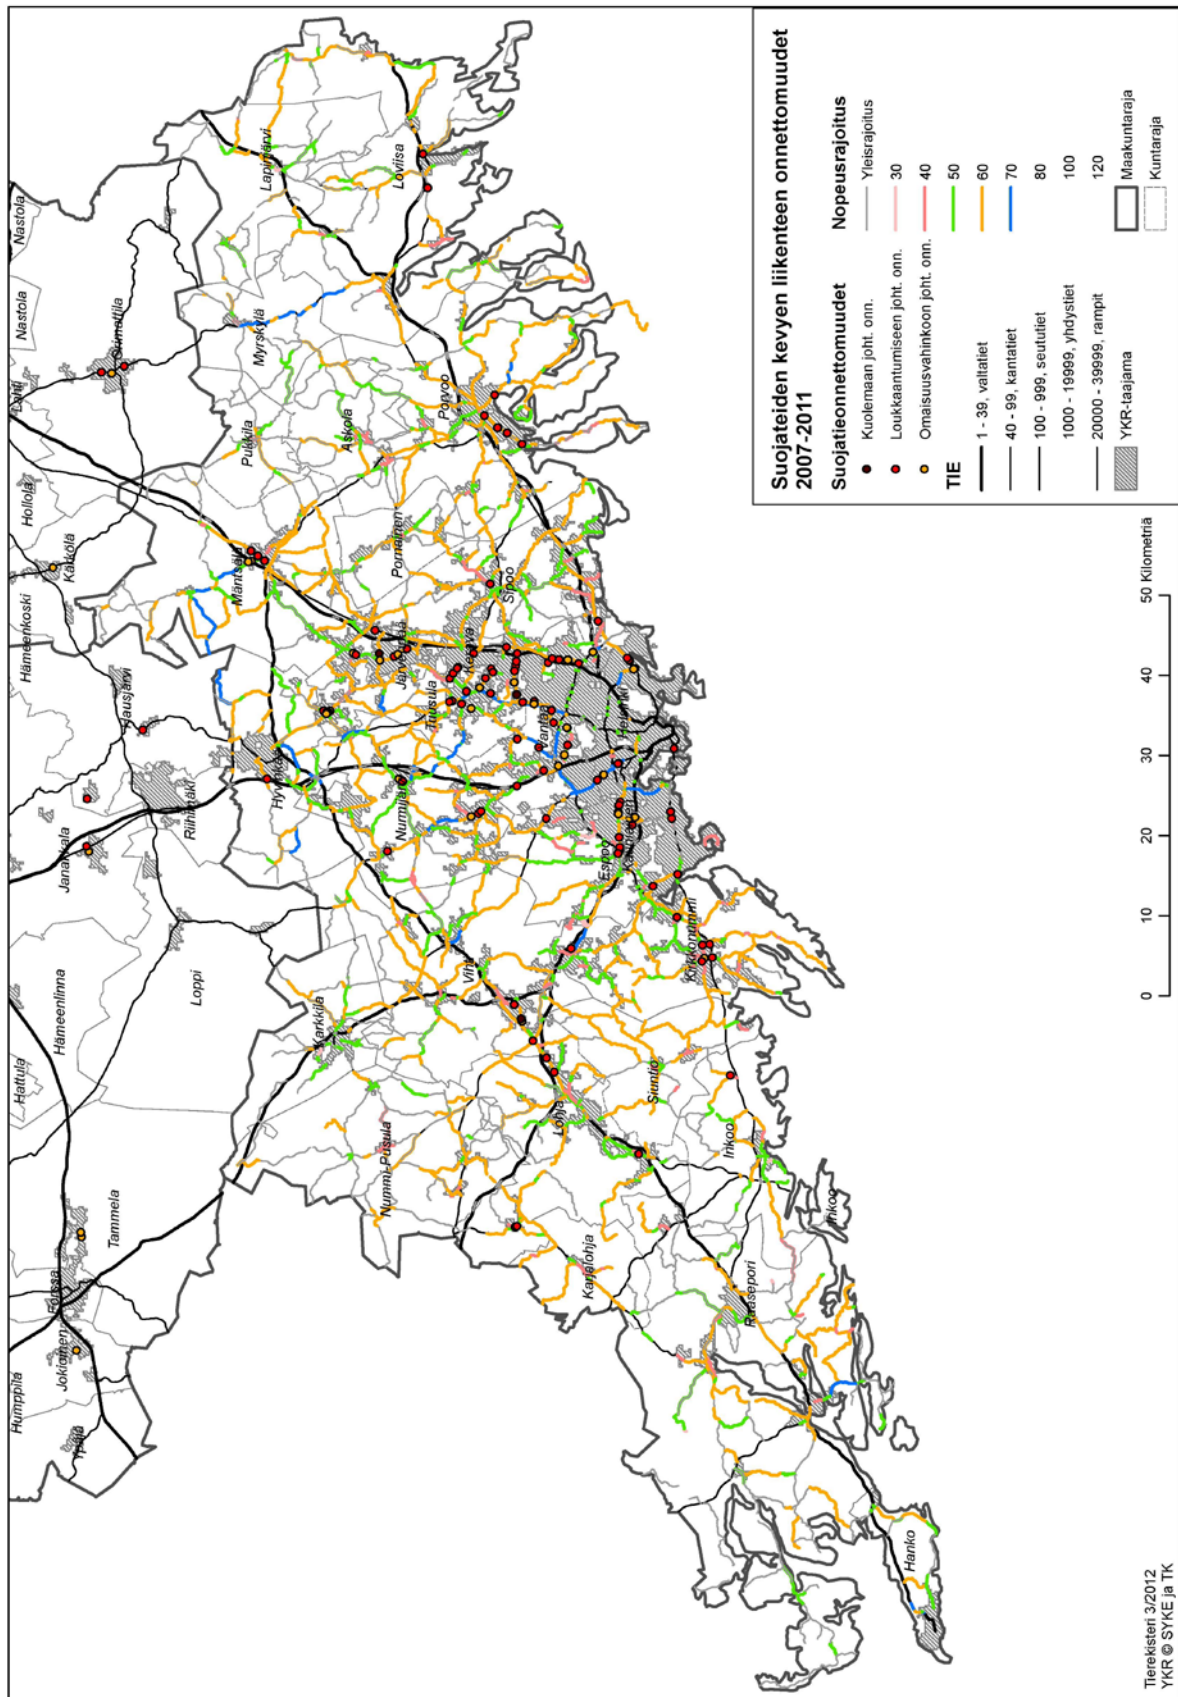 Suojateiden kevyen liikenteen onnettomuudet
2007 -2011
Suojatieonnettomuudet
Kuolemaan joht. onn.
Loukkaantumiseen joht. onn.
Omaisuusvahinkoon joht. onn.
TIE
1 - 39, valtatiet
40 - 99, kantatiet
100 - 999, seututiet
1000 - 19999, yhdystiet
20000 - 39999, rampit
YKR-taajama
Nopeusrajoitus
Yleisrajoitus
30
40
50
60
70
80
100
120
Maakuntaraja
Kuntaraja
Humppila
Ypäjä
Jokioinen
Forssa
Tammela
Hattula
Hämeenlinna
Loppi
Janakkala
Riihimäki
Hausjärvi
Hämeenkoski
Kärkölä
Hollola
Lahti
Orimattila
Nastola
Nastola
Lapinjärvi
Loviisa
Myrskylä
Pukkila
Askola
Porvoo
Mäntsälä
Pornainen
Sipoo
Järvenpää
Kerava
Tuusula
Vantaa
Helsinki
Hyvinkää
Nurmijärvi
Espoo
Kauniainen
Kirkkonummi
Vihti
Karkkila
Nummi-Pusula
Lohja
Siuntio
Inkoo
Inkoo
Karjalohja
Raasepori
Hanko
0
10
20
30
40
50 Kilometriä
Tierekisteri 3/2012
YKR © SYKE ja TK